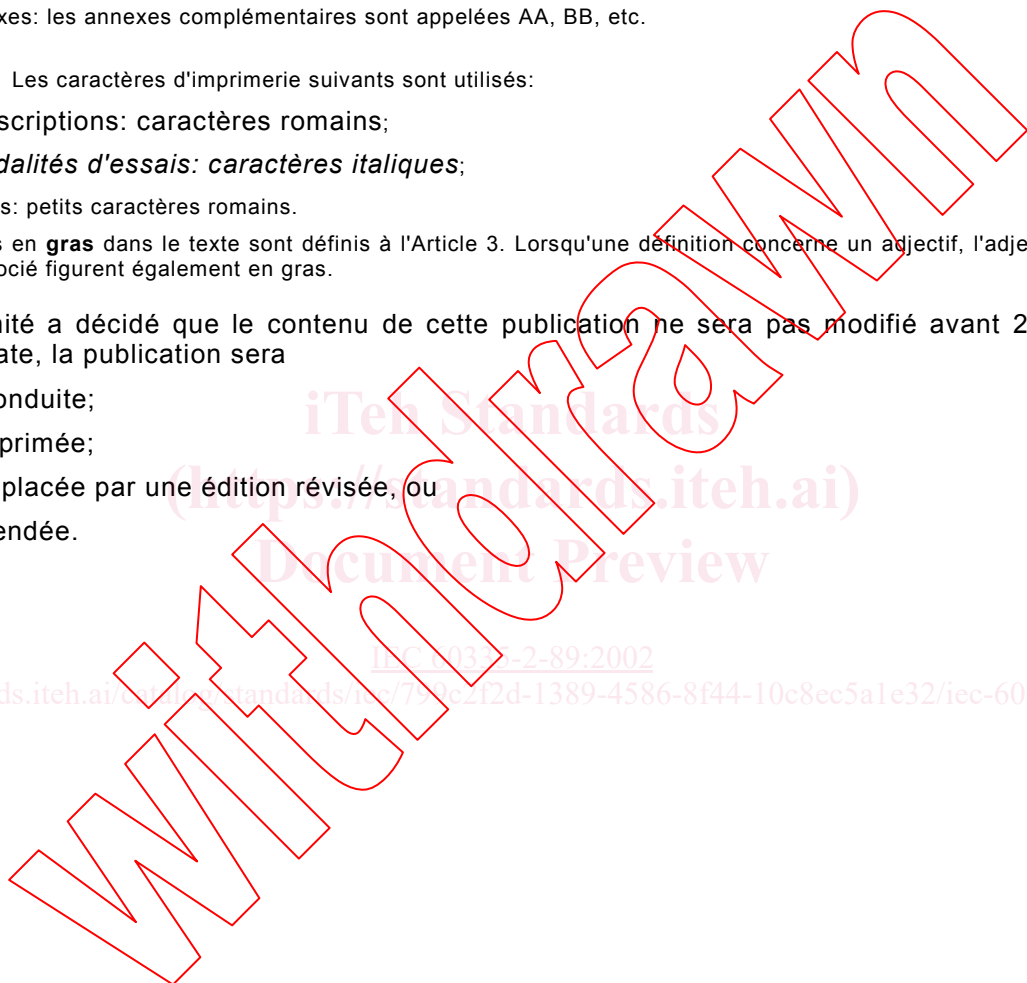 xes: les annexes complémentaires sont appelées AA, BB, etc.
Les caractères d'imprimerie suivants sont utilisés:
scriptions: caractères romains;
dalités d'essais: caractères italiques;
s: petits caractères romains.
s en gras dans le texte sont définis à l'Article 3. Lorsqu'une définition concerne un adjectif, l'adje
ocié figurent également en gras.
nité a décidé que le contenu de cette publication ne sera pas modifié avant 2
ate, la publication sera
onduite;
primée;
placée par une édition révisée, ou
endée.
iTeh Standards
(https://standards.iteh.ai)
Document Preview
IEC 60335-2-89:2002
ds.iteh.ai/catalog/standards/iec/799c2f2d-1389-4586-8f44-10c8ec5a1e32/iec-60
withdrawn